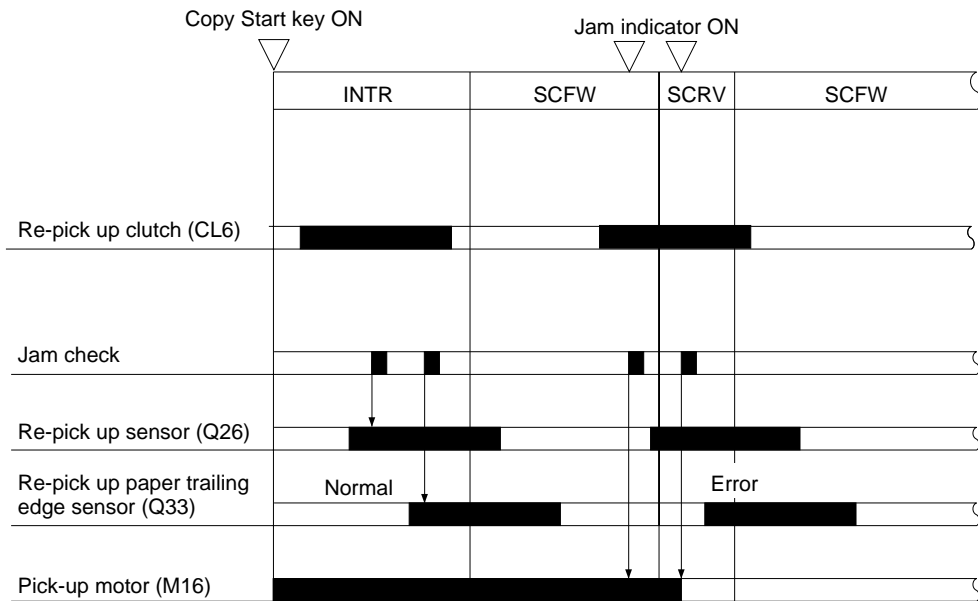 Copy Start key ON
Jam indicator ON
INTR SCFW SCRV SCFW
Re-pick up clutch (CL6)
Jam check
Re-pick up sensor (Q26)
Re-pick up paper trailing
edge sensor (Q33)
Normal
Error
Pick-up motor (M16)